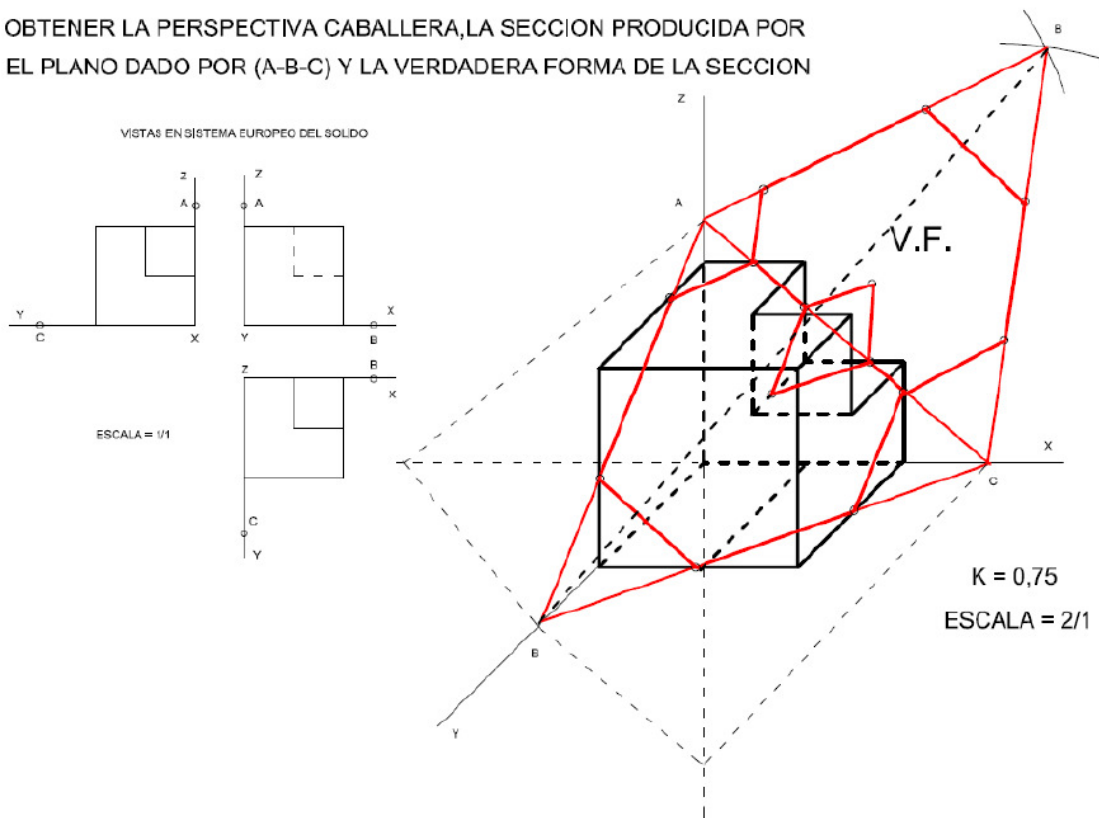 OBTENER LA PERSPECTIVA CABALLERA,LA SECCION PRODUCIDA POR
EL PLANO DADO POR (A-B-C) Y LA VERDADERA FORMA DE LA SECCION
VISTAS EN SISTEMA EUROPEO DEL SOLIDO
Z
A
Y
C
X
Z
A
X
Y
B
Z
B
X
C
Y
ESCALA = 1/1
B
Z
A
V.F.
X
C
B
Y
K = 0,75
ESCALA = 2/1